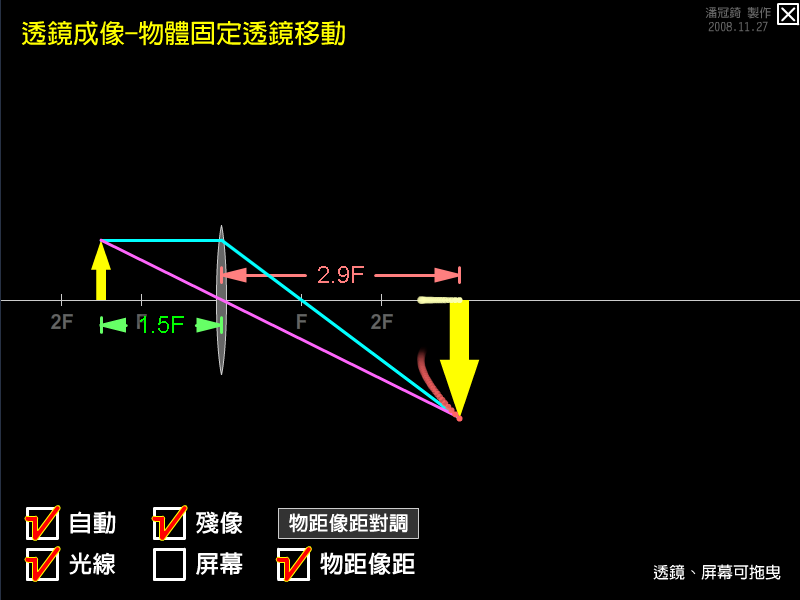 潘冠錡 製作
2008.11.27
透鏡成像-物體固定透鏡移動
2.9F
2F
F
1.5F
F
2F
自動
殘像
物距像距對調
光線
屏幕
物距像距
透鏡、屏幕可拖曳